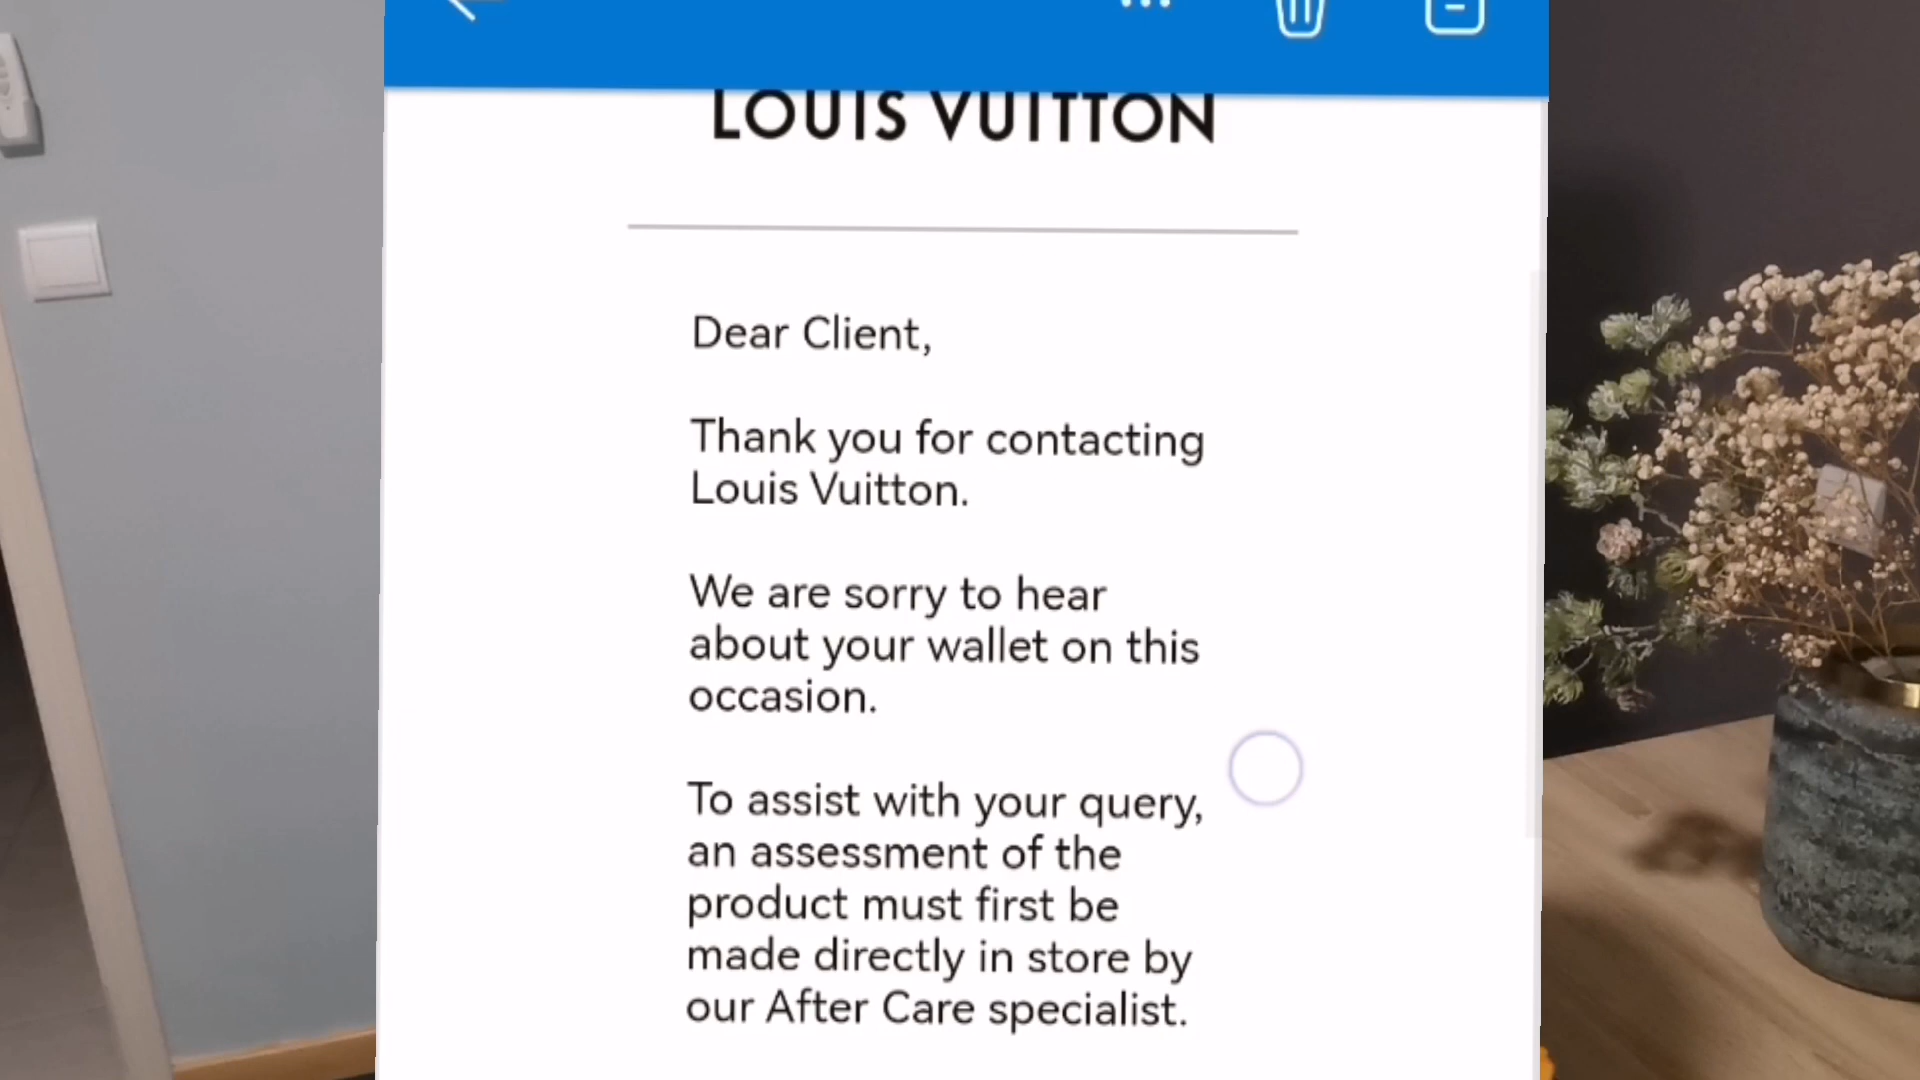 LOUIS VUITTON
Dear Client,
Thank you for contacting
Louis Vuitton.
We are sorry to hear
about your wallet on this
occasion.
To assist with your query,
an assessment of the
product must first be
made directly in store by
our After Care specialist.